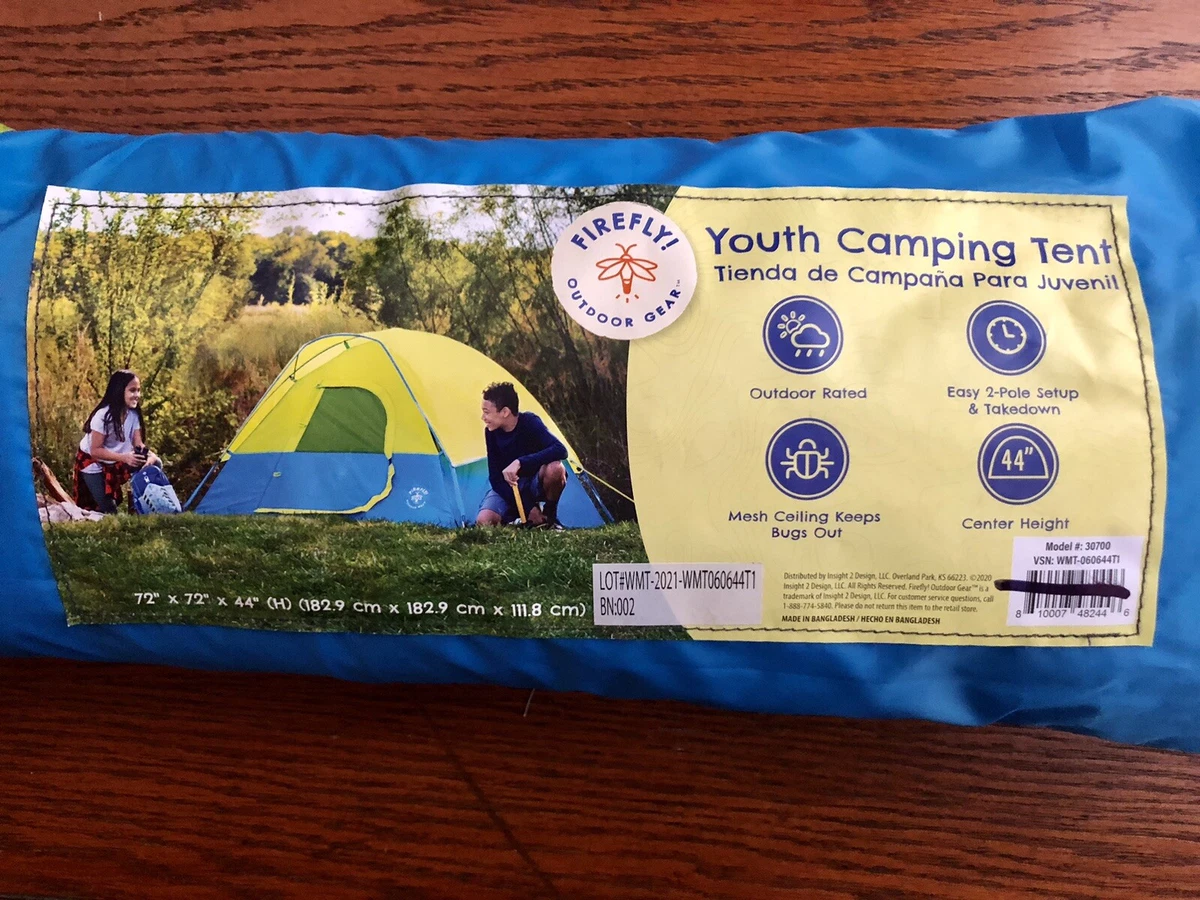 FIREFLY!
OUTDOOR GEAR™
Youth Camping Tent
Tienda de Campaña Para Juvenil
Outdoor Rated
Easy 2-Pole Setup
& Takedown
44"
Mesh Ceiling Keeps
Bugs Out
Center Height
FIREFLY!
72" x 72" x 44" (H) (182.9 cm x 182.9 cm x 111.8 cm)
LOT#WMT-2021-WMT060644T1
BN:002
Distributed by Insight 2 Design, LLC. Overland Park, KS 66223. ©2020
Insight 2 Design, LLC. All Rights Reserved. Firefly! Outdoor Gear™ is a
trademark of Insight 2 Design, LLC. For customer service questions, call
1-888-774-5840. Please do not return this item to the retail store.
MADE IN BANGLADESH / HECHO EN BANGLADESH
Model #: 30700
VSN: WMT-060644TI
8 10007 48244 6